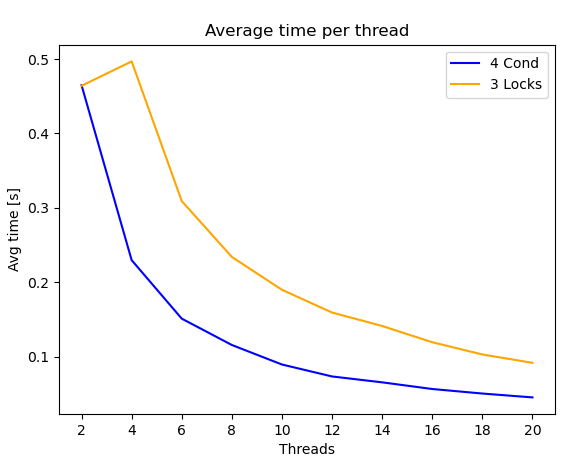 Average time per thread
4 Cond
3 Locks
Avg time [s]
0.5
0.4
0.3
0.2
0.1
2 4 6 8 10 12 14 16 18 20
Threads